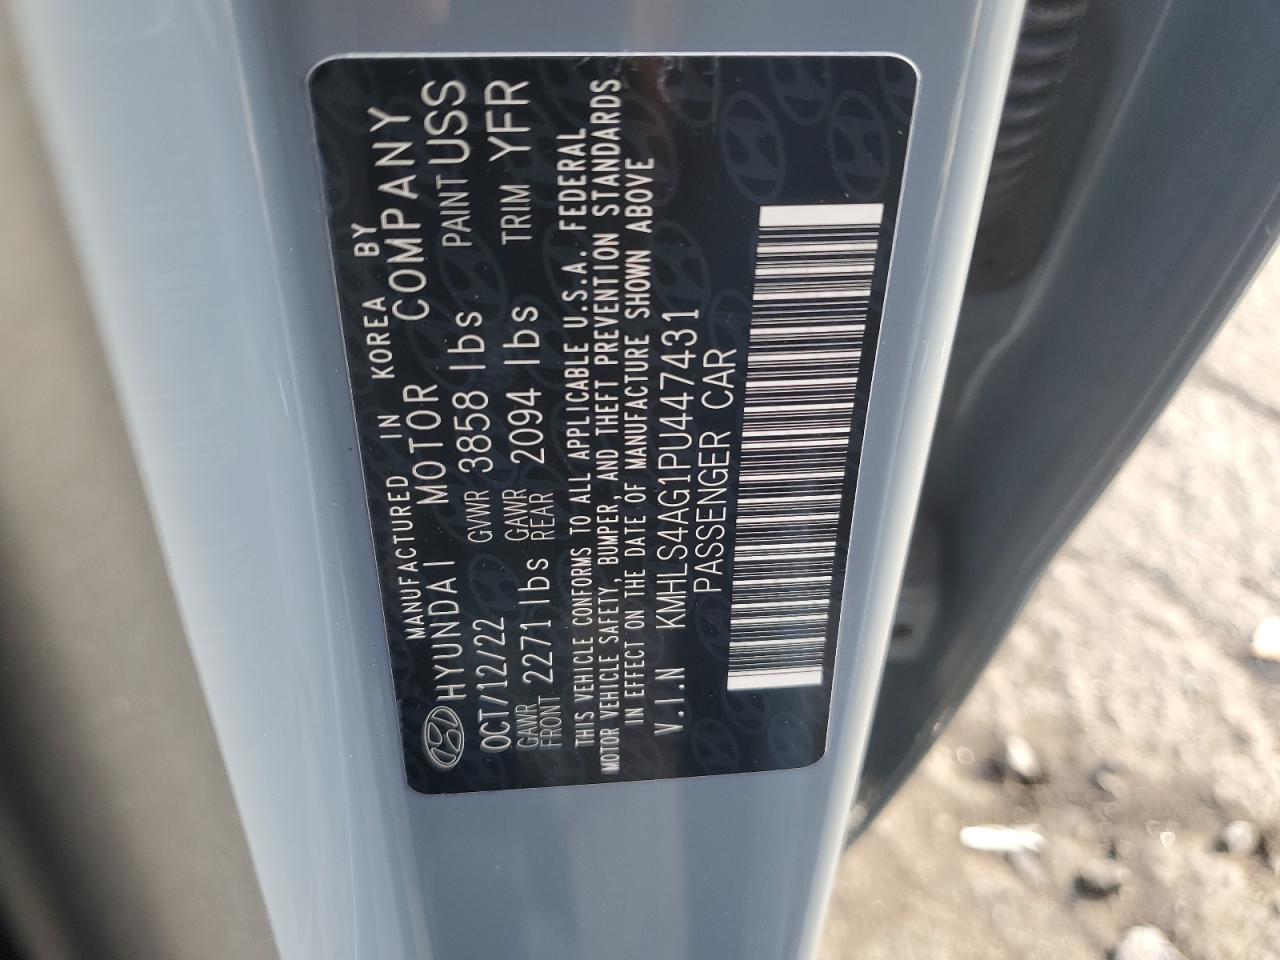 MANUFACTURED IN KOREA BY
HYUNDAI MOTOR COMPANY
OCT/12/22 GVWR 3858 lbs PAINT USS
GAWR FRONT 2271 lbs GAWR REAR 2094 lbs TRIM YFR
THIS VEHICLE CONFORMS TO ALL APPLICABLE U.S.A. FEDERAL
MOTOR VEHICLE SAFETY, BUMPER, AND THEFT PREVENTION STANDARDS
IN EFFECT ON THE DATE OF MANUFACTURE SHOWN ABOVE
V.I.N KMHLS4AG1PU447431
PASSENGER CAR